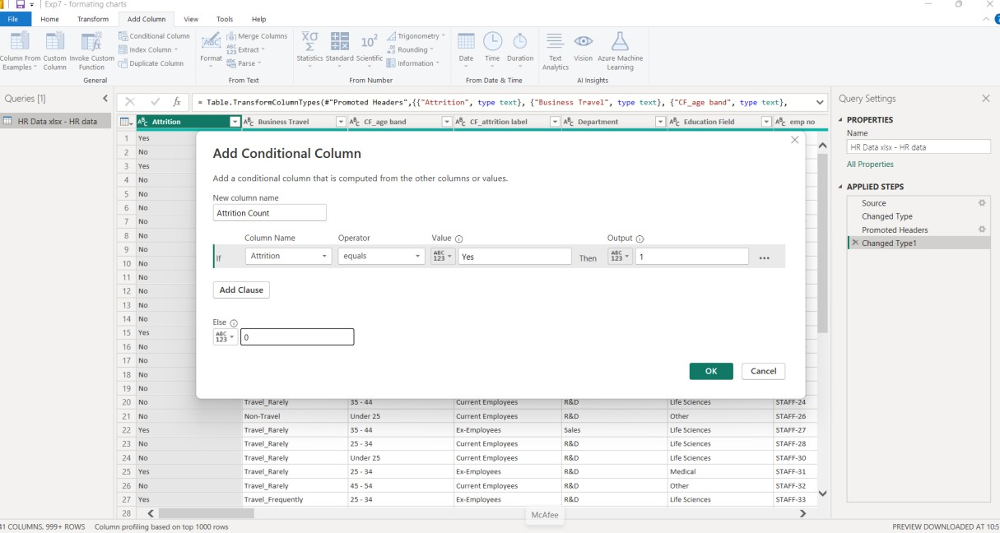 Exp7 - formating charts
File Home Transform Add Column View Tools Help
Column From Examples
Custom Column
Invoke Custom Function
Conditional Column
Index Column
Duplicate Column
General
Format
Merge Columns
Extract
Parse
From Text
Statistics
Standard
Scientific
Trigonometry
Rounding
Information
From Number
Date
Time
Duration
From Date & Time
Text Analytics
Vision
Azure Machine Learning
AI Insights
Queries [1]
HR Data xlsx - HR data
fx = Table.TransformColumnTypes(#"Promoted Headers",{{"Attrition", type text}, {"Business Travel", type text}, {"CF_age band", type text},
Attrition Business Travel CF_age band CF_attrition label Department Education Field emp no
1 Yes
2 No
3 Yes
4 No
5 No
6 No
7 No
8 No
9 No
10 No
11 No
12 No
13 No
14 No
15 Yes
16 No
17 No
18 No
19 No
20 No Travel_Rarely 35 - 44 Current Employees R&D Life Sciences STAFF-24
21 No Non-Travel Under 25 Current Employees R&D Other STAFF-26
22 Yes Travel_Rarely 35 - 44 Ex-Employees Sales Life Sciences STAFF-27
23 No Travel_Rarely 25 - 34 Current Employees R&D Life Sciences STAFF-28
24 No Travel_Rarely Under 25 Current Employees R&D Life Sciences STAFF-30
25 Yes Travel_Rarely 25 - 34 Ex-Employees R&D Medical STAFF-31
26 No Travel_Rarely 45 - 54 Current Employees R&D Other STAFF-32
27 Yes Travel_Frequently 25 - 34 Ex-Employees R&D Life Sciences STAFF-33
28
Add Conditional Column
Add a conditional column that is computed from the other columns or values.
New column name
Attrition Count
Column Name Operator Value Output
If Attrition equals ABC 123 Yes Then ABC 123 1 ...
Add Clause
Else
ABC 123 0
OK Cancel
McAfee
Query Settings
PROPERTIES
Name
HR Data xlsx - HR data
All Properties
APPLIED STEPS
Source
Changed Type
Promoted Headers
Changed Type1
41 COLUMNS, 999+ ROWS Column profiling based on top 1000 rows
PREVIEW DOWNLOADED AT 10:5